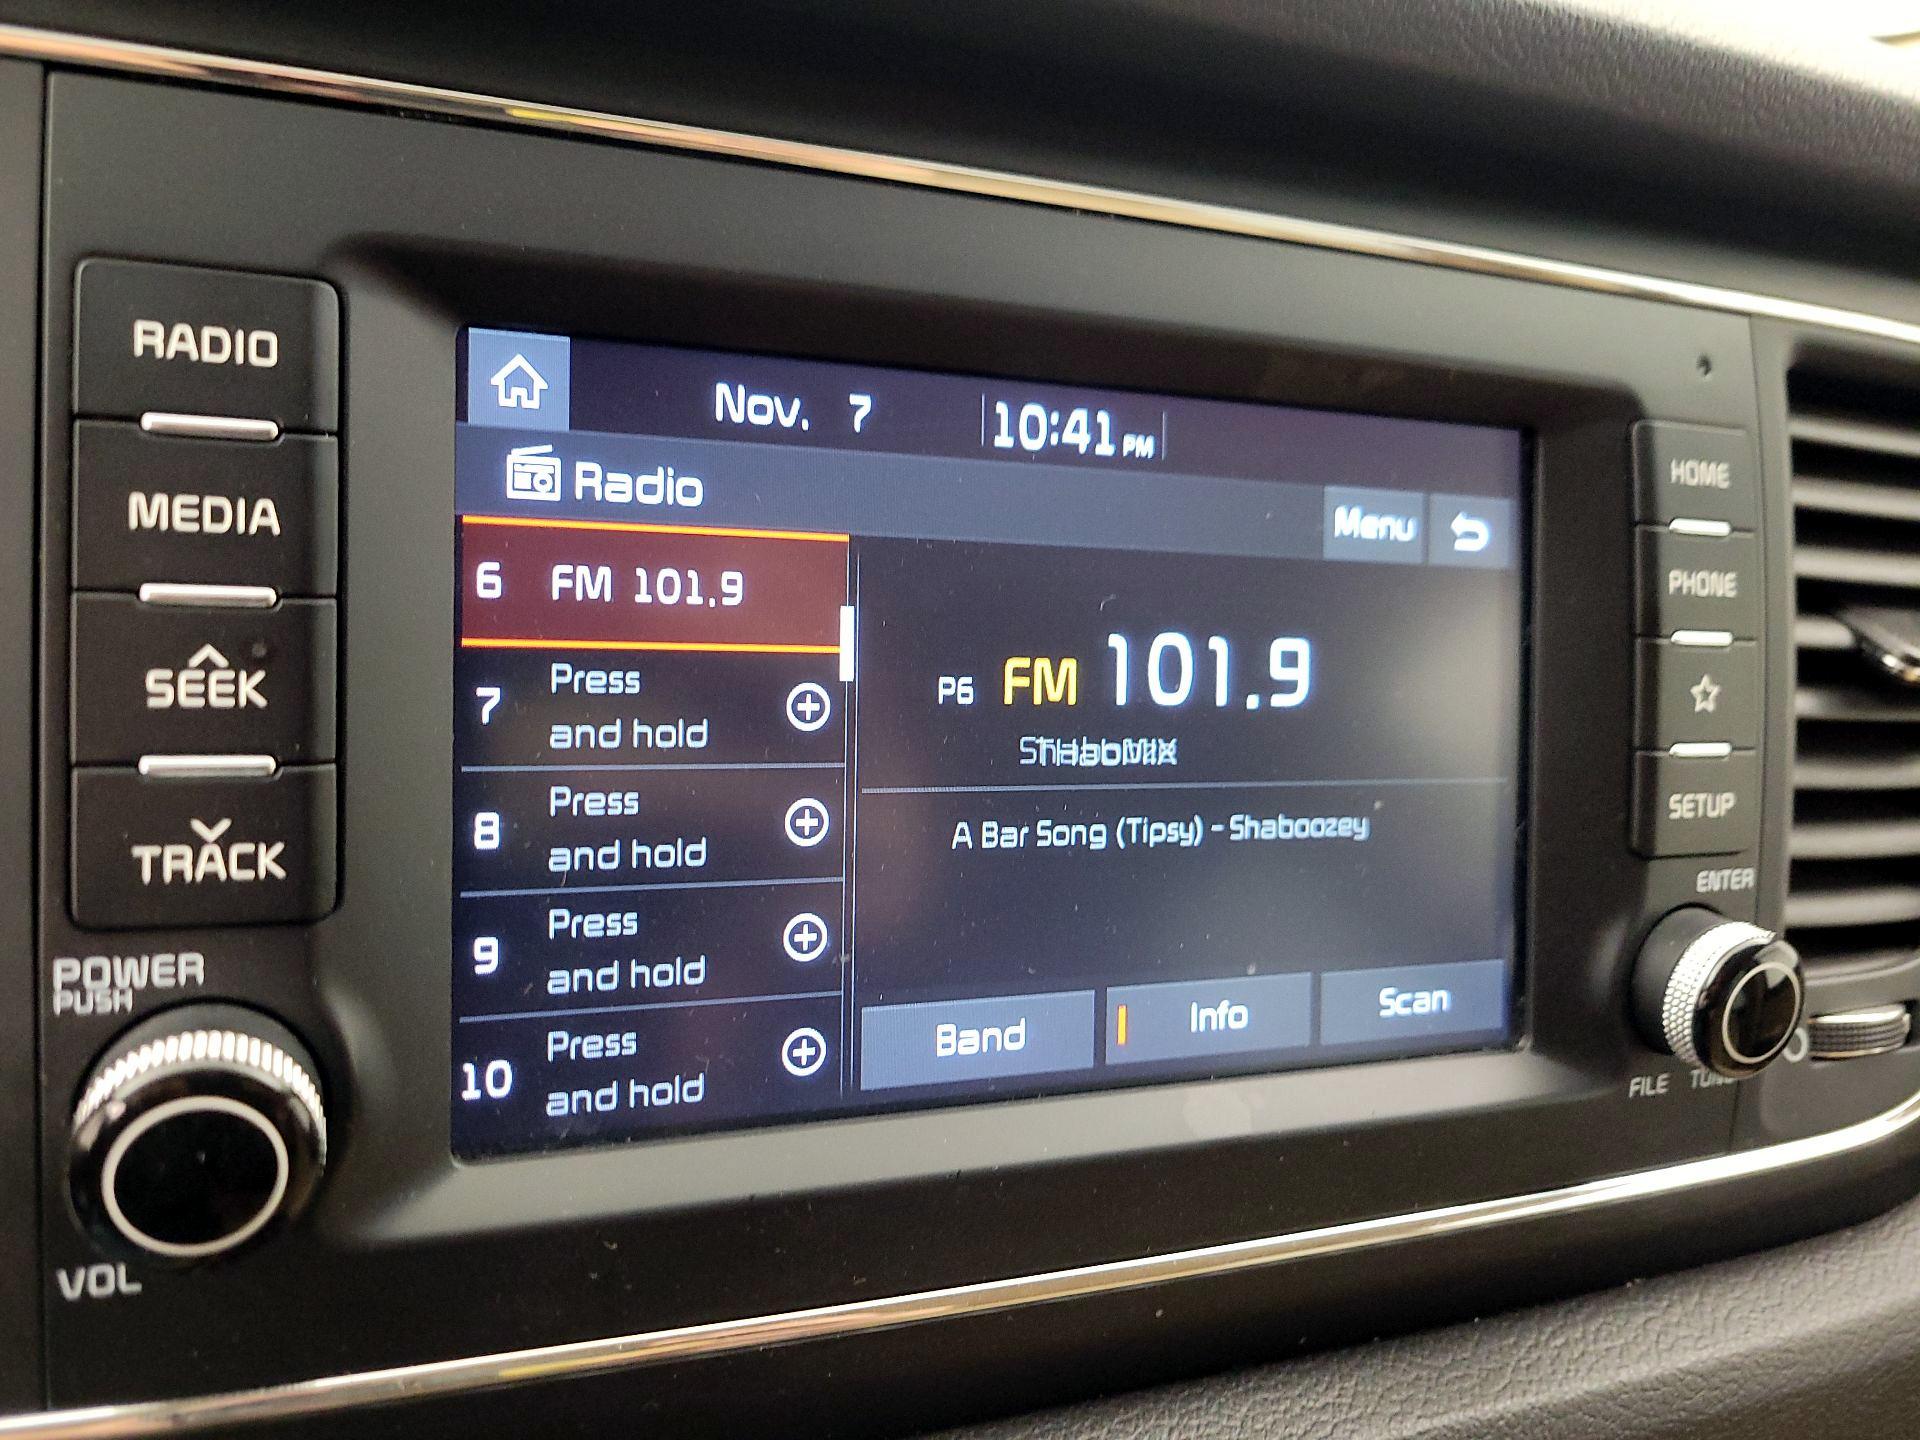 RADIO
MEDIA
SEEK
TRACK
POWER
PUSH
VOL
Nov. 7
10:41 PM
Radio
Menu
6 FM 101.9
7 Press
and hold
8 Press
and hold
9 Press
and hold
10 Press
and hold
P6 FM 101.9
A Bar Song (Tipsy) - Shaboozey
Band
Info
Scan
HOME
PHONE
SETUP
ENTER
FILE